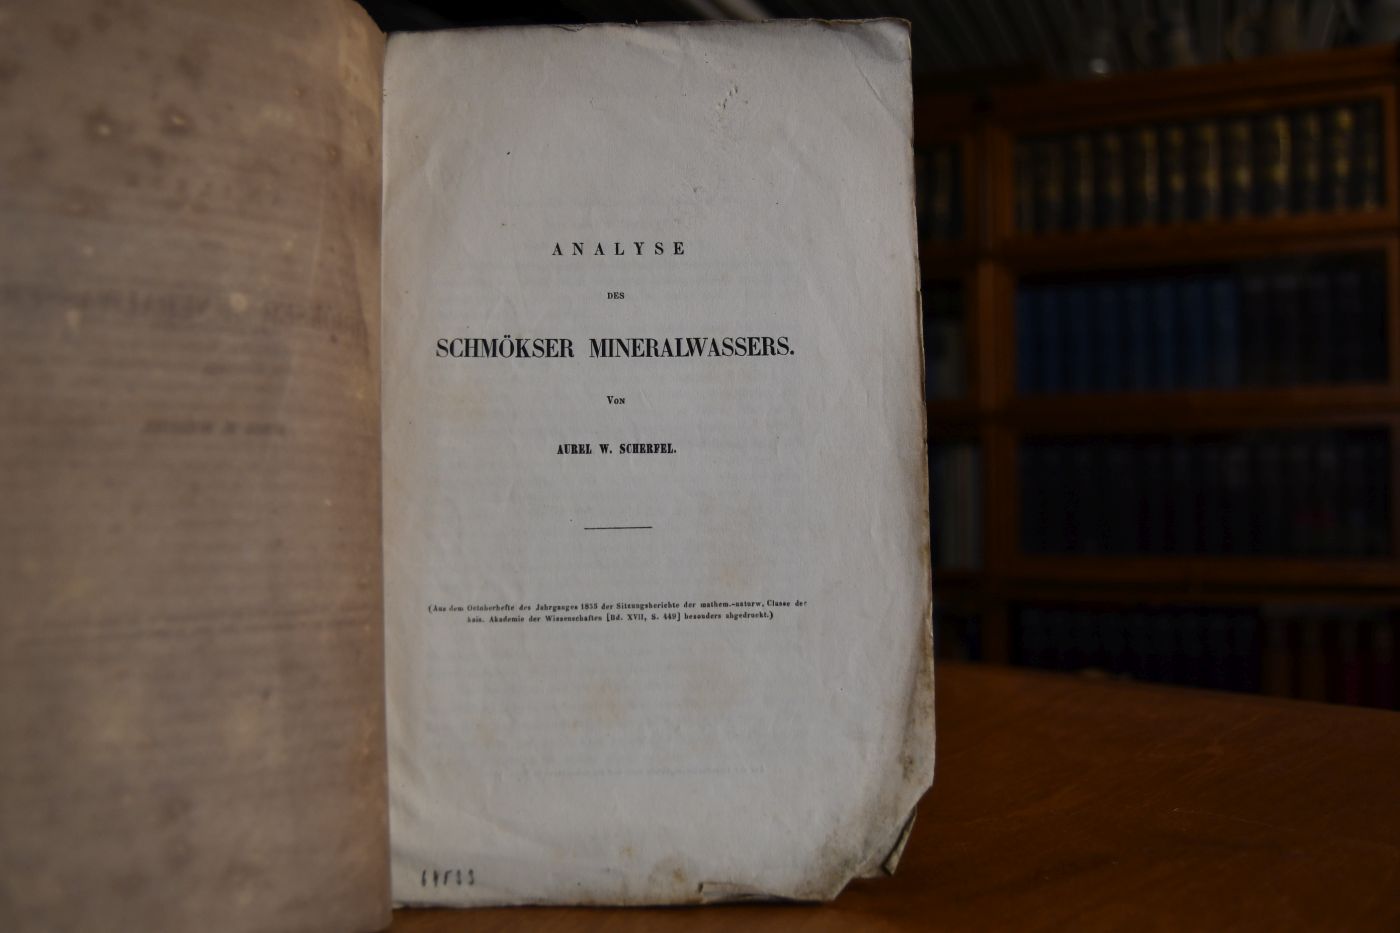 ANALYSE
DES
SCHMÖKSER MINERALWASSERS.
VON
AUREL W. SCHERFEL.
(Aus dem Octoberhefte des Jahrganges 1855 der Sitzungsberichte der mathem.-naturw. Classe der
kais. Akademie der Wissenschaften [Bd. XVII, S. 449] besonders abgedruckt.)